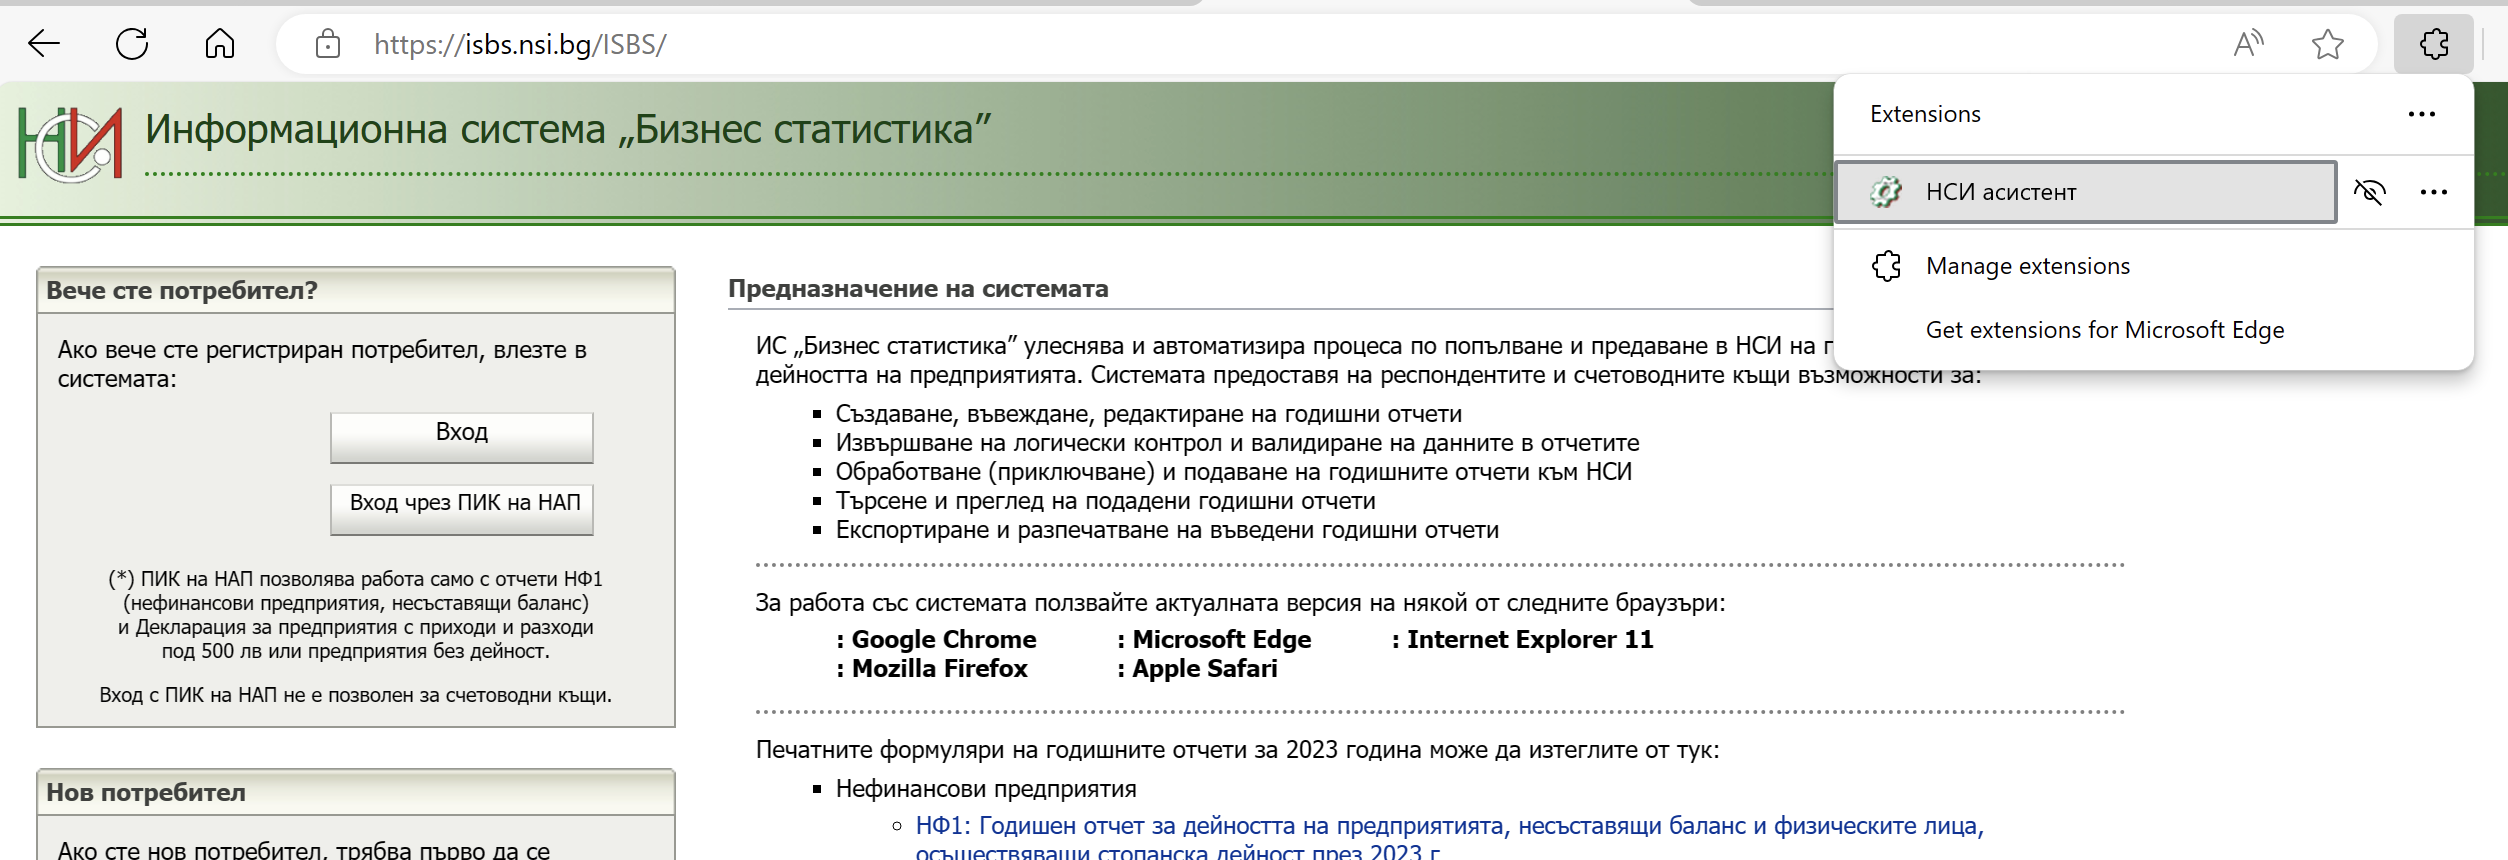 https://isbs.nsi.bg/ISBS/
НСИ
Информационна система „Бизнес статистика”
Extensions
НСИ асистент
Manage extensions
Get extensions for Microsoft Edge
Вече сте потребител?
Ако вече сте регистриран потребител, влезте в
системата:
Вход
Вход чрез ПИК на НАП
(*) ПИК на НАП позволява работа само с отчети НФ1
(нефинансови предприятия, несъставящи баланс)
и Декларация за предприятия с приходи и разходи
под 500 лв или предприятия без дейност.
Вход с ПИК на НАП не е позволен за счетоводни къщи.
Нов потребител
Ако сте нов потребител, трябва първо да се
Предназначение на системата
ИС „Бизнес статистика” улеснява и автоматизира процеса по попълване и предаване в НСИ на
дейността на предприятията. Системата предоставя на респондентите и счетоводните къщи възможности за:
Създаване, въвеждане, редактиране на годишни отчети
Извършване на логически контрол и валидиране на данните в отчетите
Обработване (приключване) и подаване на годишните отчети към НСИ
Търсене и преглед на подадени годишни отчети
Експортиране и разпечатване на въведени годишни отчети
За работа със системата ползвайте актуалната версия на някой от следните браузъри:
: Google Chrome : Microsoft Edge : Internet Explorer 11
: Mozilla Firefox : Apple Safari
Печатните формуляри на годишните отчети за 2023 година може да изтеглите от тук:
Нефинансови предприятия
НФ1: Годишен отчет за дейността на предприятията, несъставящи баланс и физическите лица,
осъществяващи стопанска дейност през 2023 г.